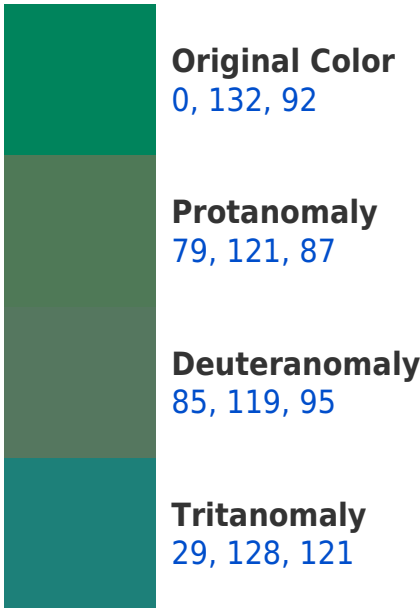 Original Color
0, 132, 92
Protanomaly
79, 121, 87
Deuteranomaly
85, 119, 95
Tritanomaly
29, 128, 121